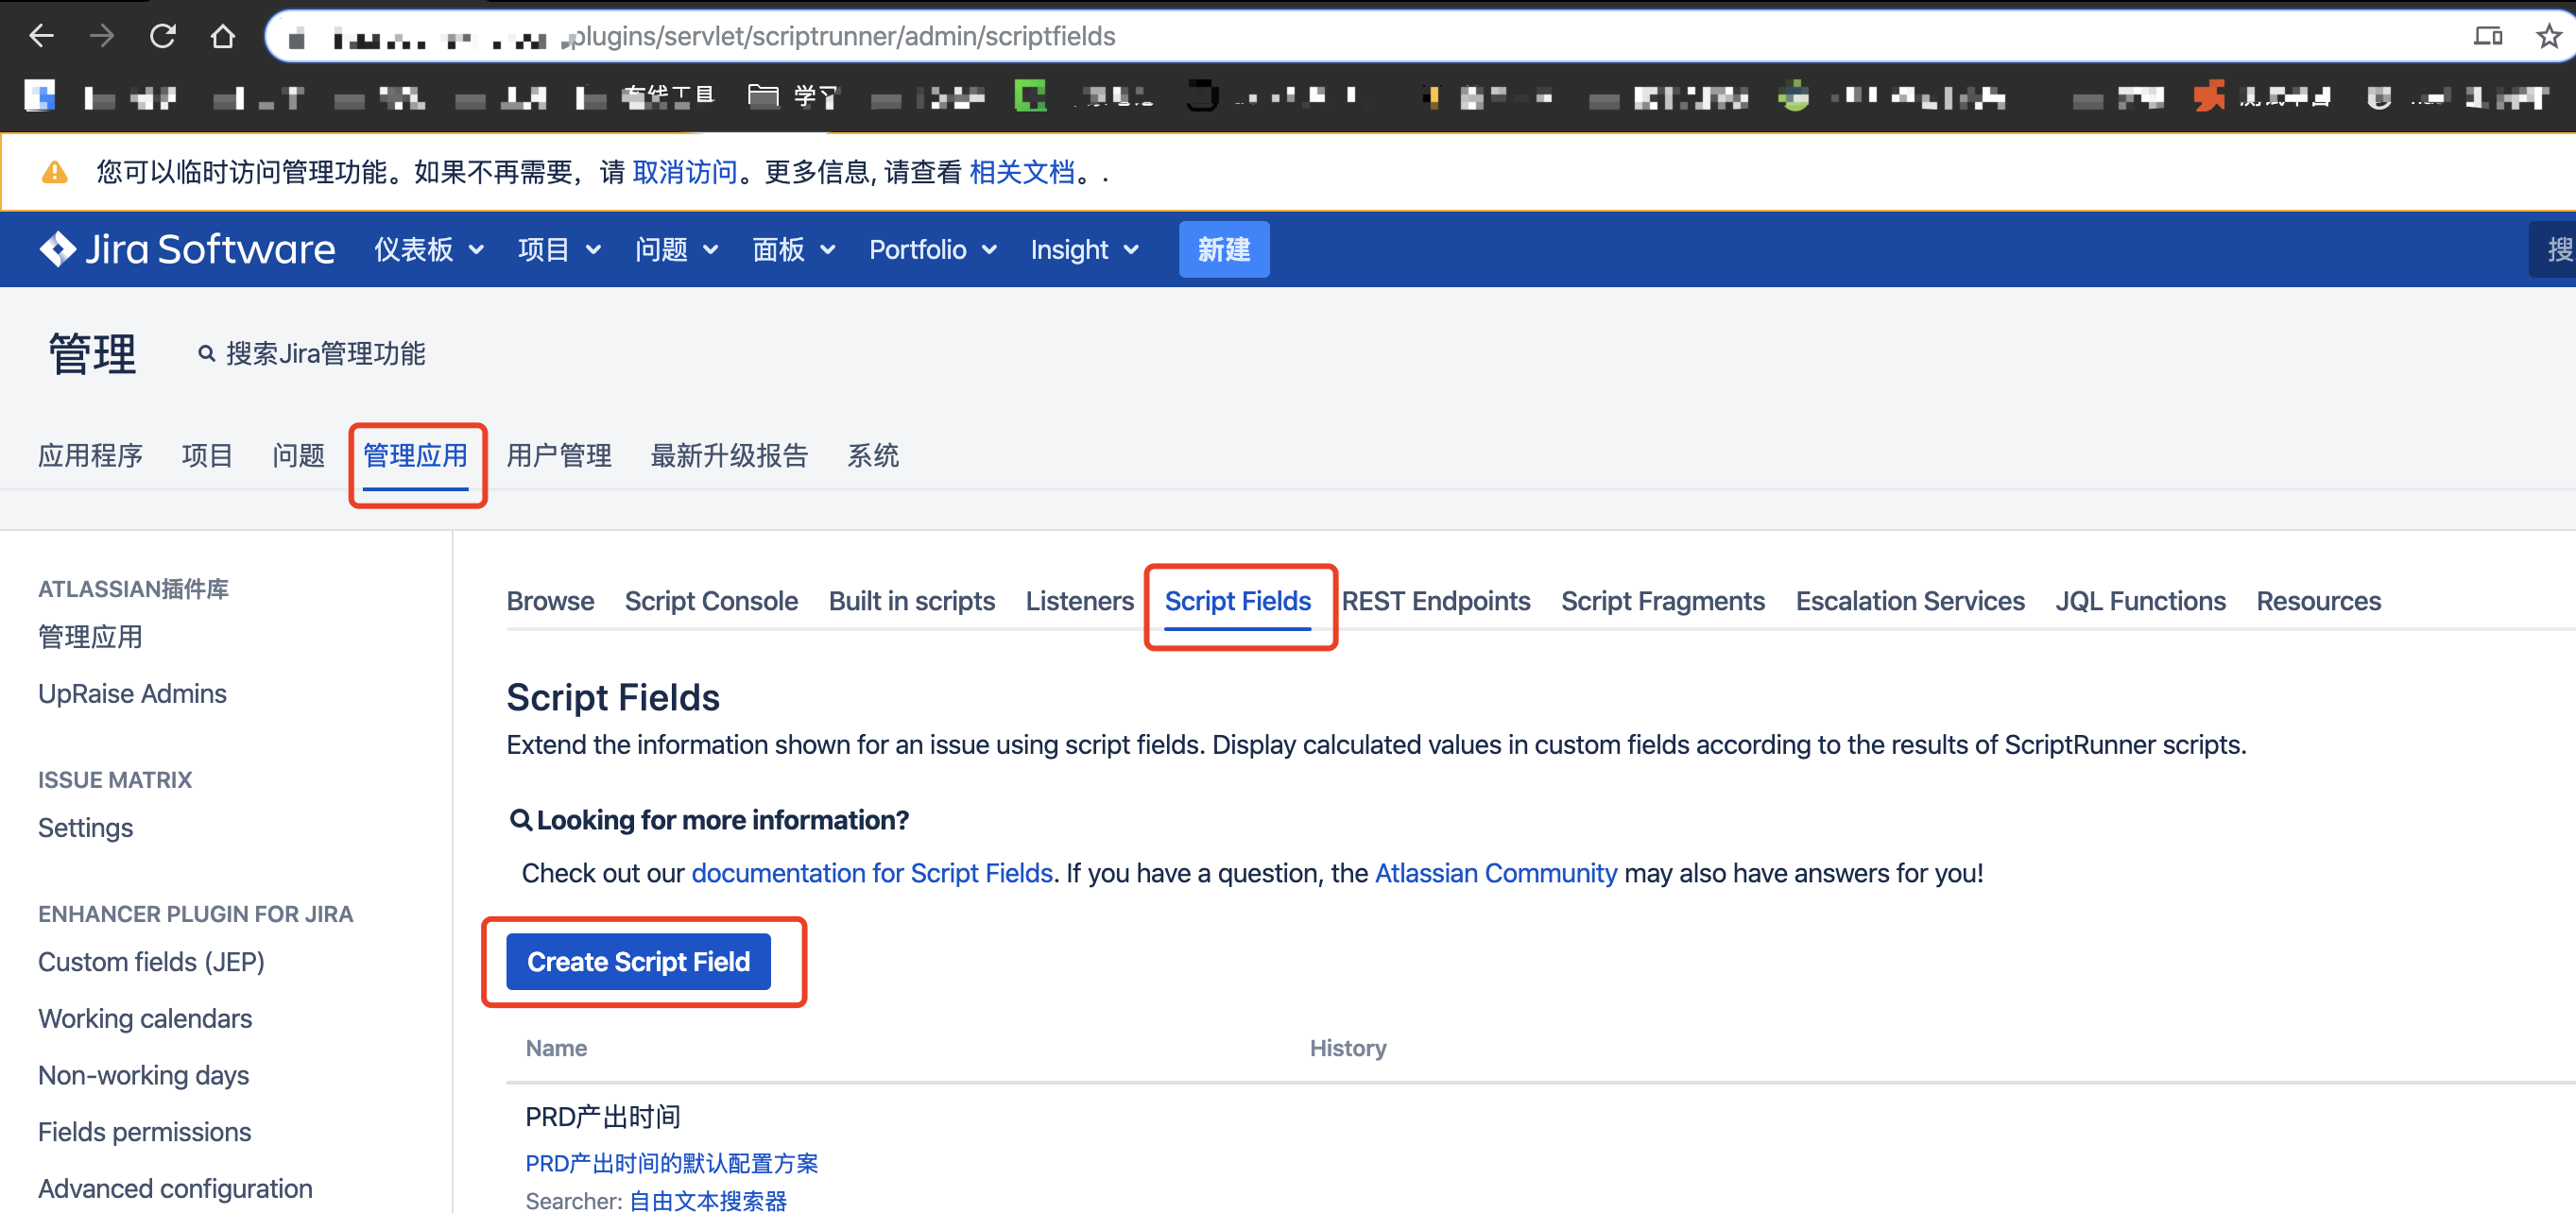 plugins/servlet/scriptrunner/admin/scriptfields
在线工具 学习
您可以临时访问管理功能。如果不再需要，请 取消访问。更多信息, 请查看 相关文档。.
Jira Software 仪表板 项目 问题 面板 Portfolio Insight 新建 搜
管理 搜索Jira管理功能
应用程序 项目 问题 管理应用 用户管理 最新升级报告 系统
ATLASSIAN插件库
管理应用
UpRaise Admins
ISSUE MATRIX
Settings
ENHANCER PLUGIN FOR JIRA
Custom fields (JEP)
Working calendars
Non-working days
Fields permissions
Advanced configuration
Browse Script Console Built in scripts Listeners Script Fields REST Endpoints Script Fragments Escalation Services JQL Functions Resources
Script Fields
Extend the information shown for an issue using script fields. Display calculated values in custom fields according to the results of ScriptRunner scripts.
Looking for more information?
Check out our documentation for Script Fields. If you have a question, the Atlassian Community may also have answers for you!
Create Script Field
Name History
PRD产出时间
PRD产出时间的默认配置方案
Searcher: 自由文本搜索器